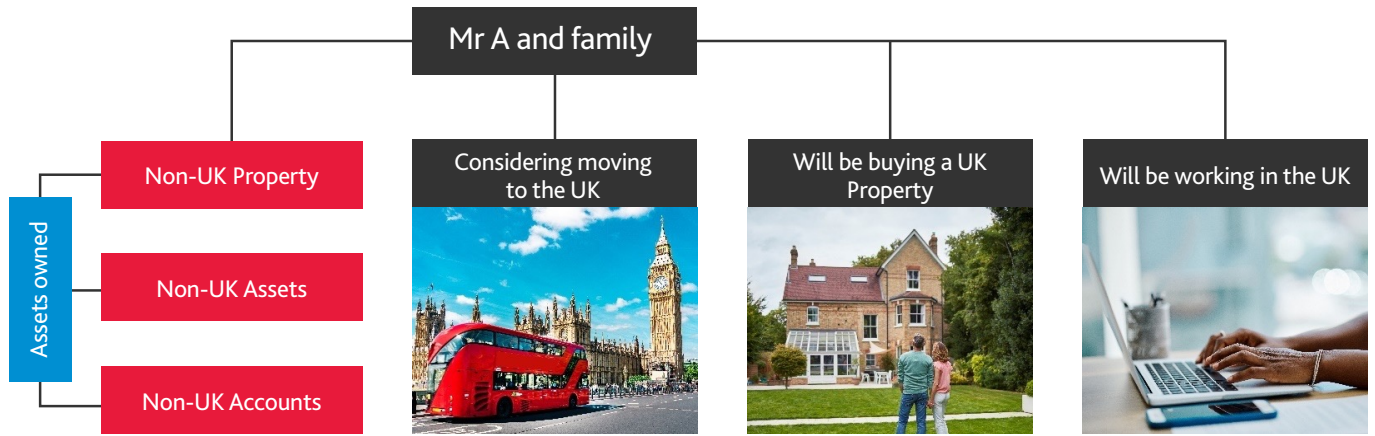 Mr A and family
Assets owned
Non-UK Property
Non-UK Assets
Non-UK Accounts
Considering moving
to the UK
Will be buying a UK
Property
Will be working in the UK